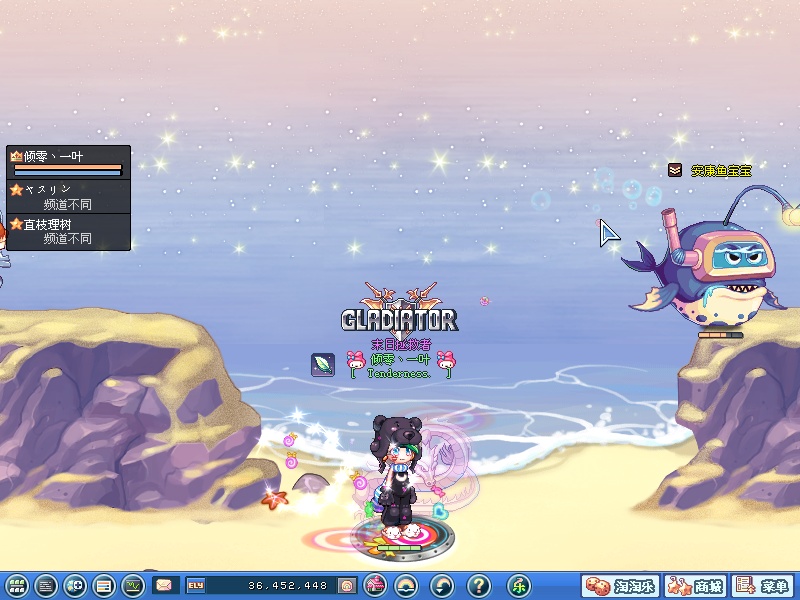 倾零丶一叶
ヤスリン
频道不同
直枝理树
频道不同
安康鱼宝宝
GLADIATOR
末日拯救者
倾零丶一叶
[ Tenderness. ]
ELY 36,452,448
?
乐
淘淘乐
商城
菜单